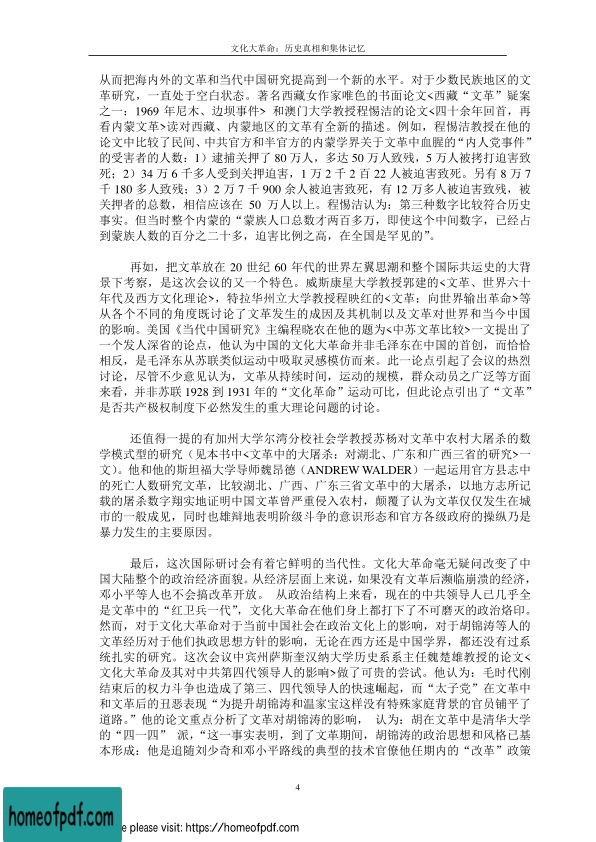 文化大革命：历史真相和集体记忆
从而把海内外的文革和当代中国研究提高到一个新的水平。对于少数民族地区的文
革研究，一直处于空白状态。著名西藏女作家唯色的书面论文<西藏“文革”疑案
之一：1969 年尼木、边坝事件> 和澳门大学教授程惕洁的论文<四十余年回首，再
看内蒙文革>读对西藏、内蒙地区的文革有全新的描述。例如，程惕洁教授在他的
论文中比较了民间、中共官方和半官方的内蒙学界关于文革中血腥的“内人党事件”
的受害者的人数：1）逮捕关押了 80 万人，多达 50 万人致残，5 万人被拷打迫害致
死；2）34 万 6 千多人受到关押迫害，1 万 2 千 2 百 22 人被迫害致死。另有 8 万 7
千 180 多人致残；3）2 万 7 千 900 余人被迫害致死，有 12 万多人被迫害致残，被
关押者的总数，相信应该在 50 万人以上。程惕洁认为：第三种数字比较符合历史
事实。但当时整个内蒙的“蒙族人口总数才两百多万，即使这个中间数字，已经占
到蒙族人数的百分之二十多，迫害比例之高，在全国是罕见的”。
再如，把文革放在 20 世纪 60 年代的世界左翼思潮和整个国际共运史的大背
景下考察，是这次会议的又一个特色。威斯康星大学教授郭建的<文革、世界六十
年代及西方文化理论>，特拉华州立大学教授程映红的<文革：向世界输出革命>等
从各个不同的角度既讨论了文革发生的成因及其机制以及文革对世界和当今中国
的影响。美国《当代中国研究》主编程晓农在他的题为<中苏文革比较>一文提出了
一个发人深省的论点，他认为中国的文化大革命并非毛泽东在中国的首创，而恰恰
相反，是毛泽东从苏联类似运动中吸取灵感模仿而来。此一论点引起了会议的热烈
讨论，尽管不少意见认为，文革从持续时间，运动的规模，群众动员之广泛等方面
来看，并非苏联 1928 到 1931 年的“文化革命”运动可比，但此论点引出了“文革”
是否共产极权制度下必然发生的重大理论问题的讨论。
还值得一提的有加州大学尔湾分校社会学教授苏杨对文革中农村大屠杀的数
学模式型的研究（见本书中<文革中的大屠杀：对湖北、广东和广西三省的研究>一
文）。他和他的斯坦福大学导师魏昂德（ANDREW WALDER）一起运用官方县志中
的死亡人数研究文革，比较湖北、广西、广东三省文革中的大屠杀，以地方志所记
载的屠杀数字翔实地证明中国文革曾严重侵入农村，颠覆了认为文革仅仅发生在城
市的一般成见，同时也雄辩地表明阶级斗争的意识形态和官方各级政府的操纵乃是
暴力发生的主要原因。
最后，这次国际研讨会有着它鲜明的当代性。文化大革命毫无疑问改变了中
国大陆整个的政治经济面貌。从经济层面上来说，如果没有文革后濒临崩溃的经济，
邓小平等人也不会搞改革开放。 从政治结构上来看，现在的中共领导人已几乎全
是文革中的“红卫兵一代”，文化大革命在他们身上都打下了不可磨灭的政治烙印。
然而，对于文化大革命对于当前中国社会在政治文化上的影响，对于胡锦涛等人的
文革经历对于他们执政思想方针的影响，无论在西方还是中国学界，都还没有过系
统扎实的研究。这次会议中宾州萨斯奎汉纳大学历史系系主任魏楚雄教授的论文<
文化大革命及其对中共第四代领导人的影响>做了可贵的尝试。他认为：毛时代刚
结束后的权力斗争也造成了第三、四代领导人的快速崛起，而“太子党”在文革中
和文革后的丑恶表现“为提升胡锦涛和温家宝这样没有特殊家庭背景的官员铺平了
道路。”他的论文重点分析了文革对胡锦涛的影响， 认为：胡在文革中是清华大学
的“四一四” 派，“这一事实表明，到了文革期间，胡锦涛的政治思想和风格已基
本形成：他是追随刘少奇和邓小平路线的典型的技术官僚他任期内的“改革”政策
4
homeofpdf.com
e please visit: https://homeofpdf.com